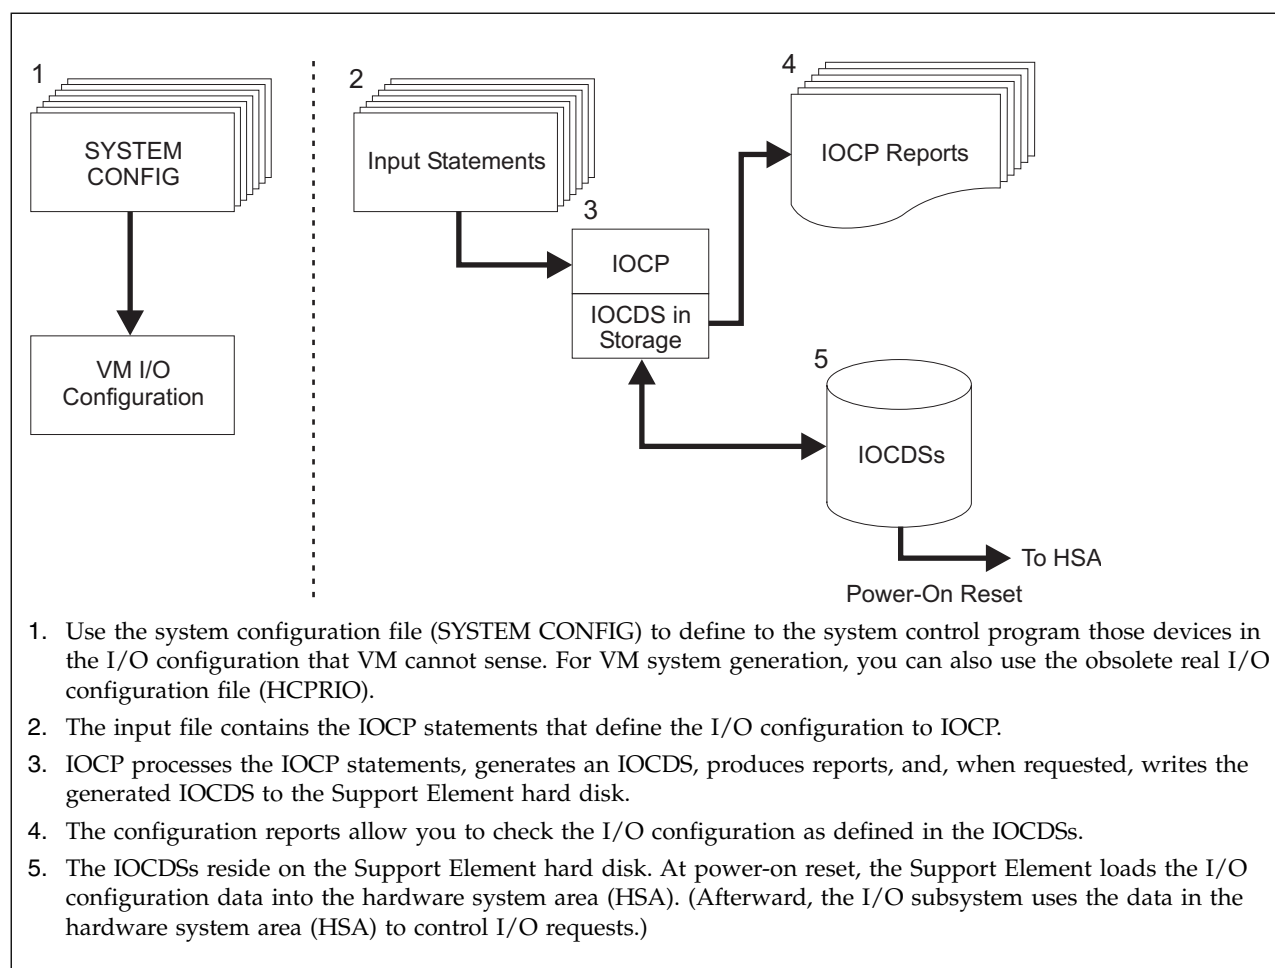 1
SYSTEM
CONFIG
VM I/O
Configuration
2
Input Statements
3
IOCP
IOCDS in
Storage
4
IOCP Reports
5
IOCDSs
To HSA
Power-On Reset
1. Use the system configuration file (SYSTEM CONFIG) to define to the system control program those devices in
the I/O configuration that VM cannot sense. For VM system generation, you can also use the obsolete real I/O
configuration file (HCPRIO).
2. The input file contains the IOCP statements that define the I/O configuration to IOCP.
3. IOCP processes the IOCP statements, generates an IOCDS, produces reports, and, when requested, writes the
generated IOCDS to the Support Element hard disk.
4. The configuration reports allow you to check the I/O configuration as defined in the IOCDSs.
5. The IOCDSs reside on the Support Element hard disk. At power-on reset, the Support Element loads the I/O
configuration data into the hardware system area (HSA). (Afterward, the I/O subsystem uses the data in the
hardware system area (HSA) to control I/O requests.)